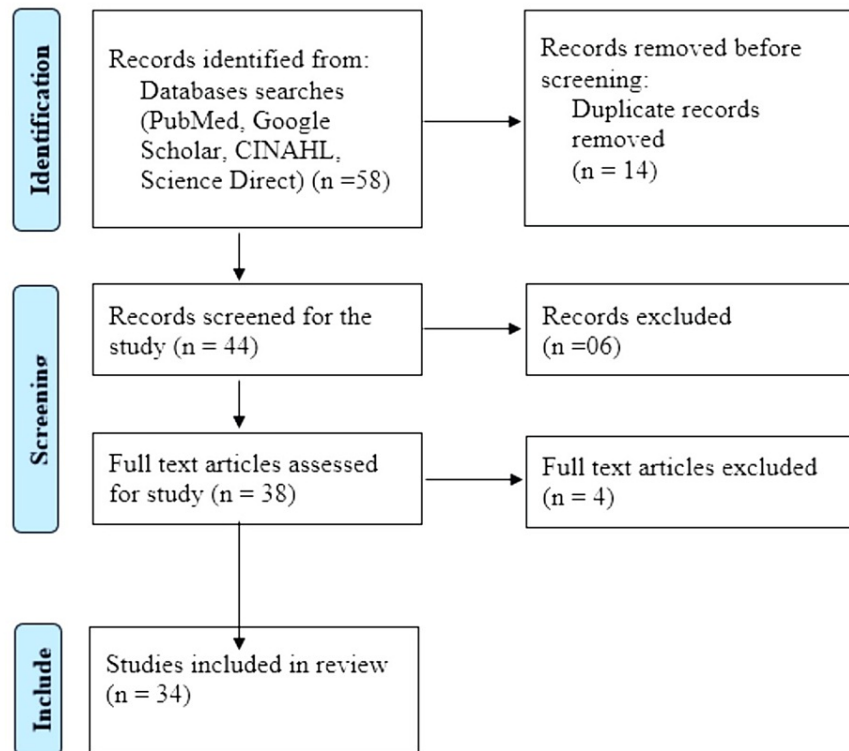 Identification
Records identified from:
Databases searches
(PubMed, Google
Scholar, CINAHL,
Science Direct) (n =58)
Records removed before
screening:
Duplicate records
removed
(n = 14)
Screening
Records screened for the
study (n = 44)
Records excluded
(n =06)
Full text articles assessed
for study (n = 38)
Full text articles excluded
(n = 4)
Include
Studies included in review
(n = 34)